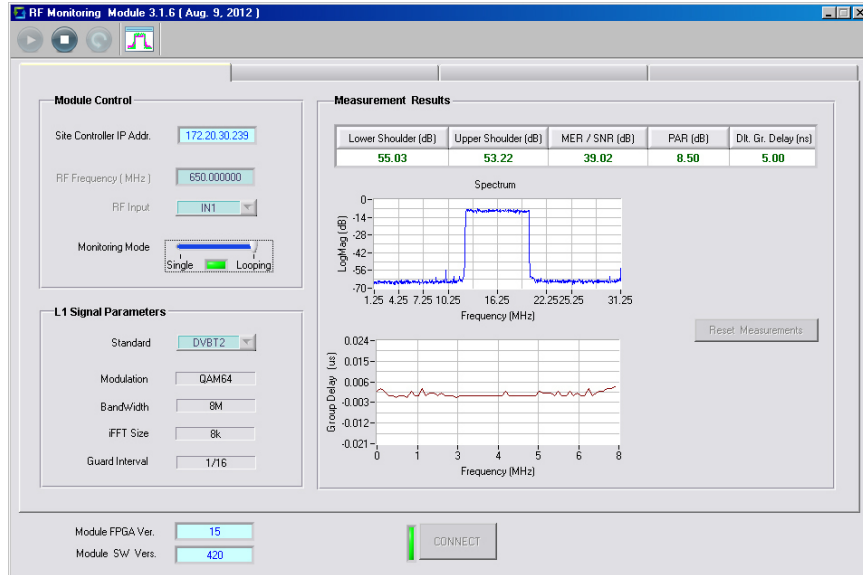 RF Monitoring Module 3.1.6 ( Aug. 9, 2012 )
Module Control
Site Controller IP Addr. 172.20.30.239
RF Frequency ( MHz ) 650.000000
RF Input IN1
Monitoring Mode
Single Looping
L1 Signal Parameters
Standard DVBT2
Modulation QAM64
BandWidth 8M
iFFT Size 8k
Guard Interval 1/16
Measurement Results
Lower Shoulder (dB) Upper Shoulder (dB) MER / SNR (dB) PAR (dB) Dlt. Gr. Delay (ns)
55.03 53.22 39.02 8.50 5.00
Spectrum
LogMag (dB)
0
-14
-28
-42
-56
-70
1.25 4.25 7.25 10.25 16.25 22.25 25.25 31.25
Frequency (MHz)
Reset Measurements
Group Delay (us)
0.024
0.015
0.006
-0.003
-0.012
-0.021
0 1 3 4 5 6 8
Frequency (MHz)
Module FPGA Ver. 15
Module SW Vers. 420
CONNECT